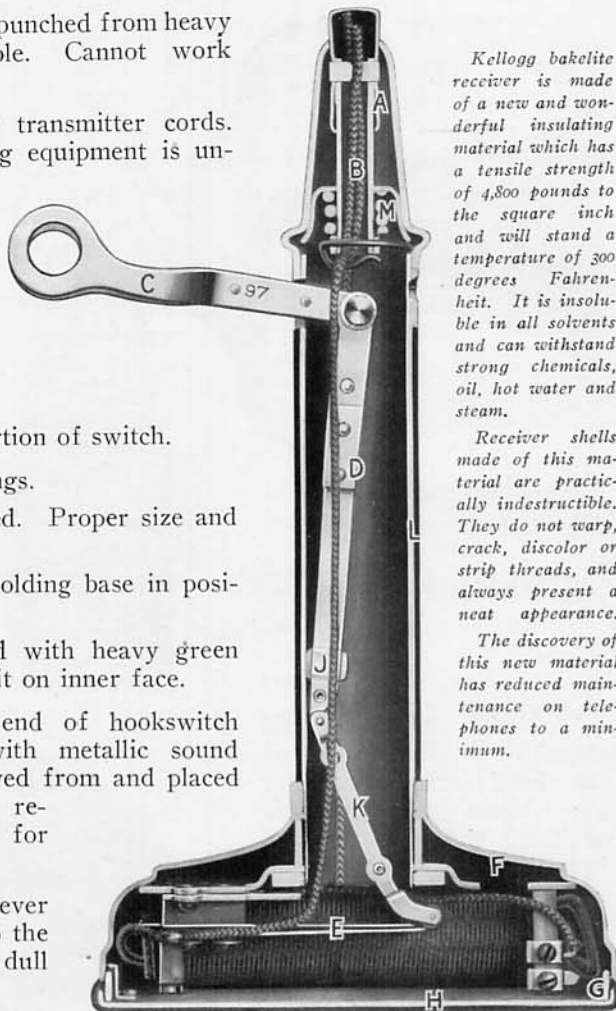 punched from heavy
ple. Cannot work
transmitter cords.
g equipment is un-
rtion of switch.
ngs.
ed. Proper size and
olding base in posi-
d with heavy green
it on inner face.
end of hookswitch
with metallic sound
ved from and placed
re-
for
ever
o the
dull
A
B
M
C
97
D
L
J
K
F
E
G
H
Kellogg bakelite
receiver is made
of a new and won-
derful insulating
material which has
a tensile strength
of 4,800 pounds to
the square inch
and will stand a
temperature of 300
degrees Fahren-
heit. It is insolu-
ble in all solvents
and can withstand
strong chemicals,
oil, hot water and
steam.
Receiver shells
made of this ma-
terial are practic-
ally indestructible.
They do not warp,
crack, discolor or
strip threads, and
always present a
neat appearance.
The discovery of
this new material
has reduced main-
tenance on tele-
phones to a min-
imum.